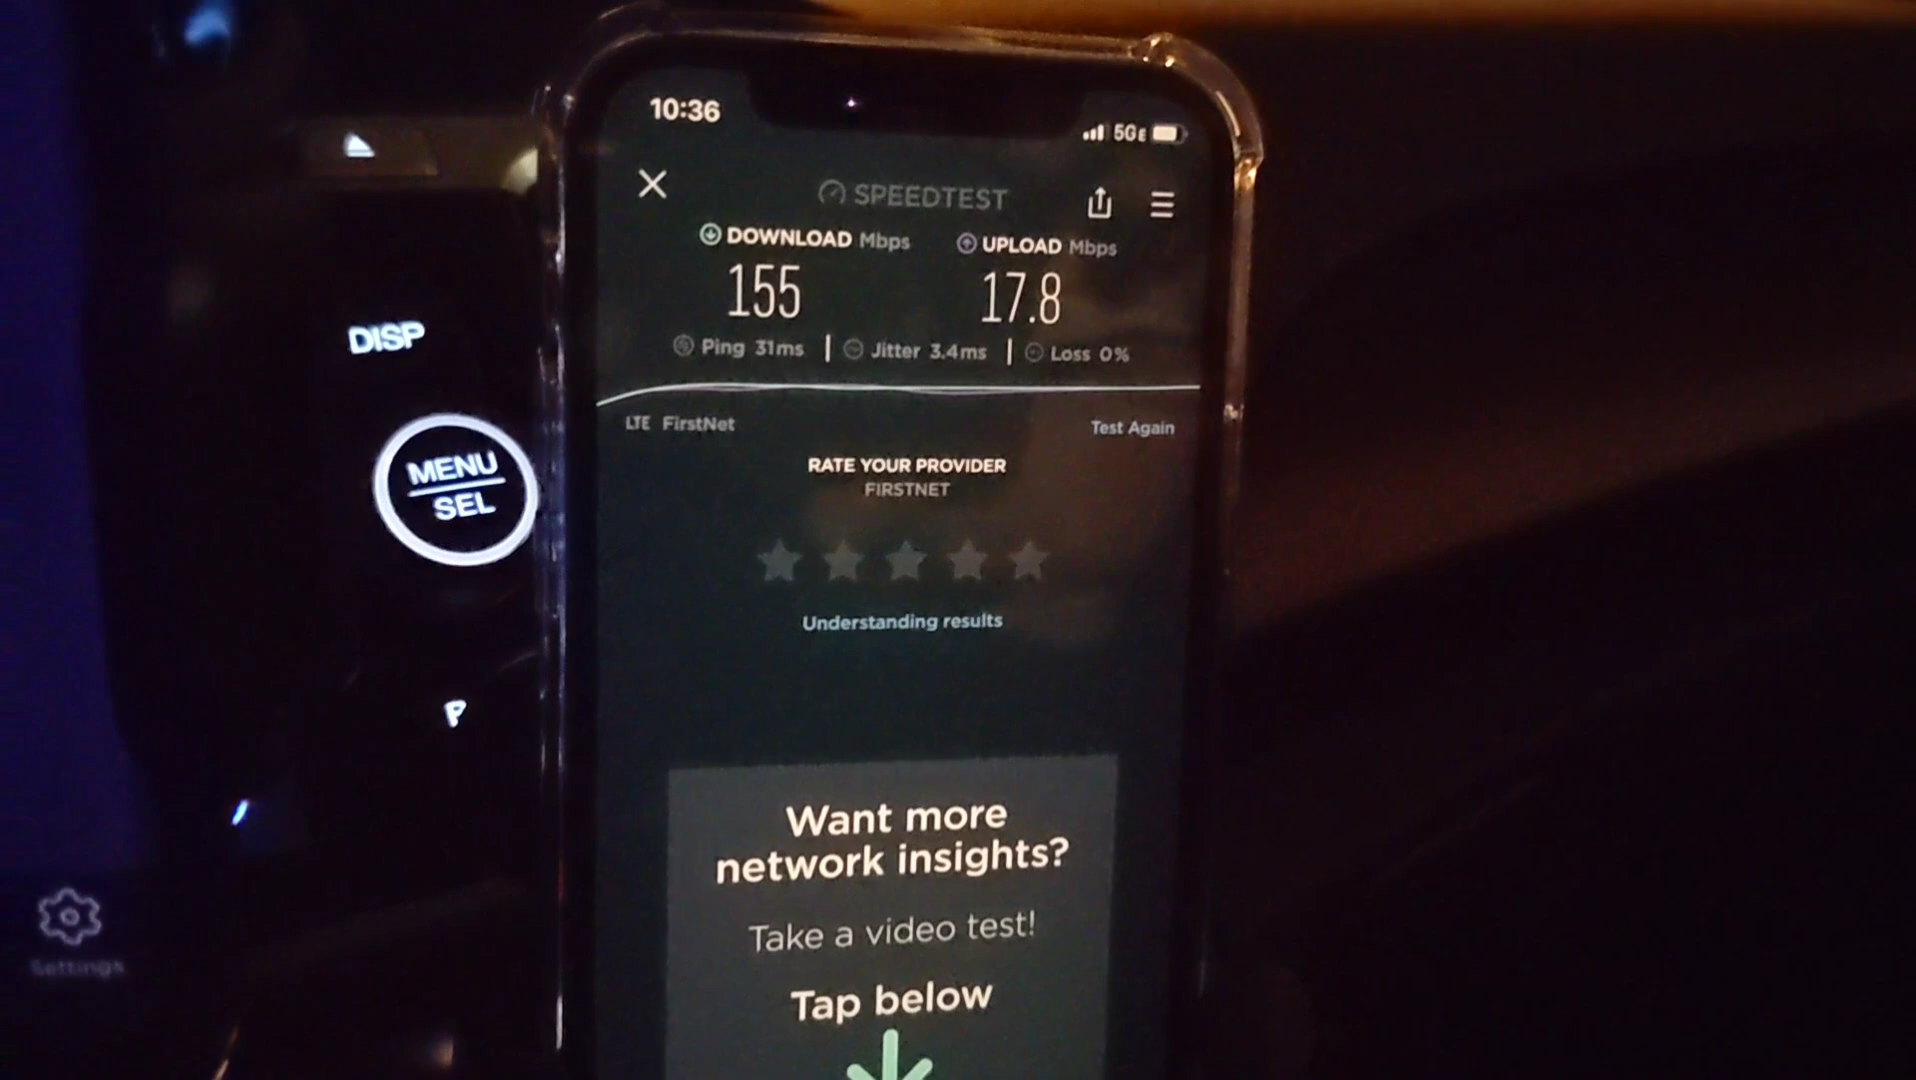 10:36
5GE
SPEEDTEST
DOWNLOAD Mbps
UPLOAD Mbps
155
17.8
Ping 31ms
Jitter 3.4ms
Loss 0%
LTE FirstNet
Test Again
RATE YOUR PROVIDER
FIRSTNET
Understanding results
Want more
network insights?
Take a video test!
Tap below
DISP
MENU
SEL
P
Settings